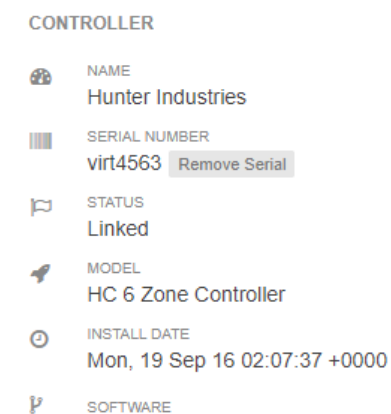 CONTROLLER
NAME
Hunter Industries
SERIAL NUMBER
virt4563 Remove Serial
STATUS
Linked
MODEL
HC 6 Zone Controller
INSTALL DATE
Mon, 19 Sep 16 02:07:37 +0000
SOFTWARE